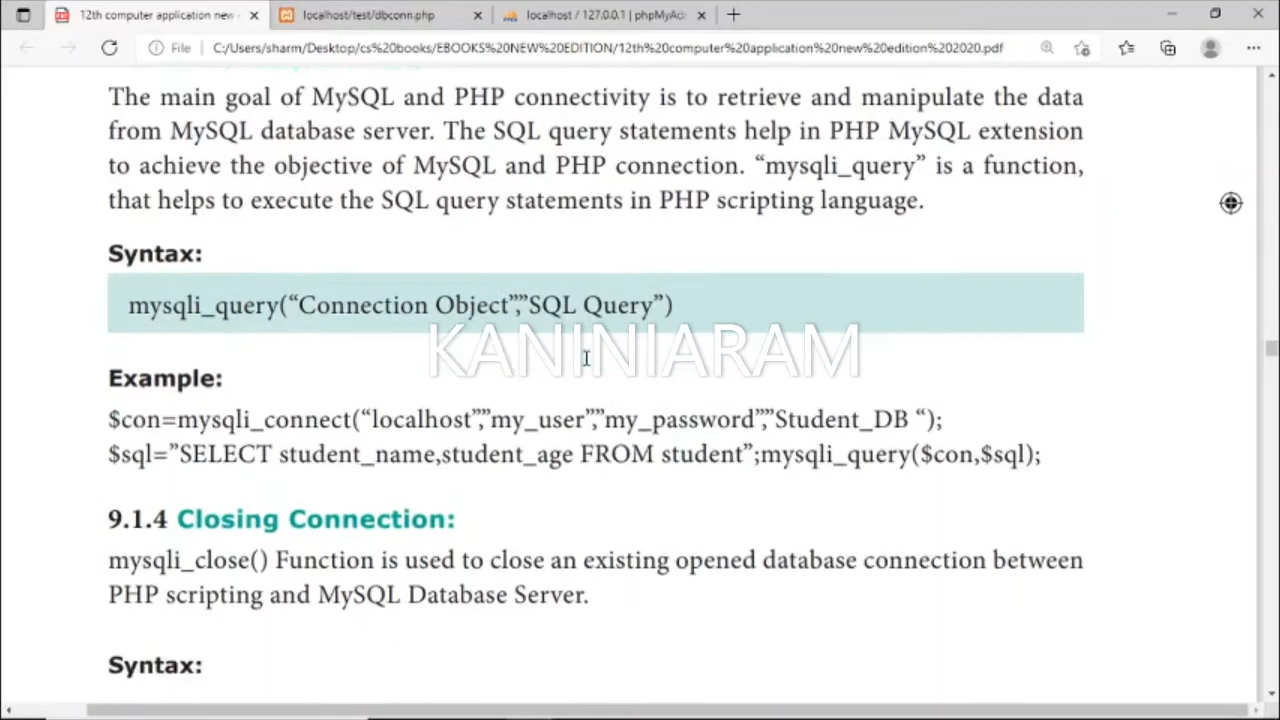 12th computer application new
localhost/test/dbconn.php
localhost / 127.0.0.1 | phpMyAd
File
C:/Users/sharm/Desktop/cs%20books/EBOOKS%20NEW%20EDITION/12th%20computer%20application%20new%20edition%202020.pdf
The main goal of MySQL and PHP connectivity is to retrieve and manipulate the data
from MySQL database server. The SQL query statements help in PHP MySQL extension
to achieve the objective of MySQL and PHP connection. “mysqli_query” is a function,
that helps to execute the SQL query statements in PHP scripting language.
Syntax:
mysqli_query(“Connection Object”,”SQL Query”)
KANINIARAM
Example:
$con=mysqli_connect(“localhost”,”my_user”,”my_password”,”Student_DB “);
$sql=”SELECT student_name,student_age FROM student”;mysqli_query($con,$sql);
9.1.4 Closing Connection:
mysqli_close() Function is used to close an existing opened database connection between
PHP scripting and MySQL Database Server.
Syntax: